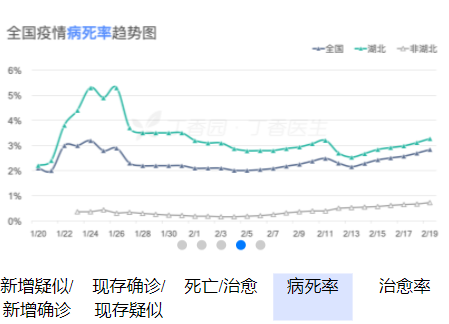 全国疫情病死率趋势图
全国 湖北 非湖北
6%
5%
4%
3%
2%
1%
0%
丁香园·丁香医生
1/20 1/22 1/24 1/26 1/28 1/30 2/1 2/3 2/5 2/7 2/9 2/11 2/13 2/15 2/17 2/19
新增疑似/ 现存确诊/ 死亡/治愈 病死率 治愈率
新增确诊 现存疑似